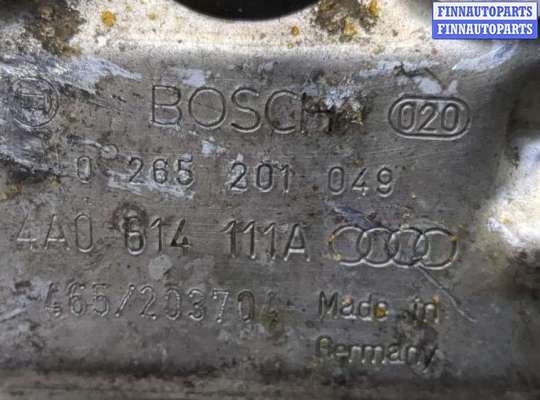 FINNAUTOPARTS
FINNAUTOPARTS
BOSCH 020
0 265 201 049
4A0 614 111A
465/203704 Made in
Germany